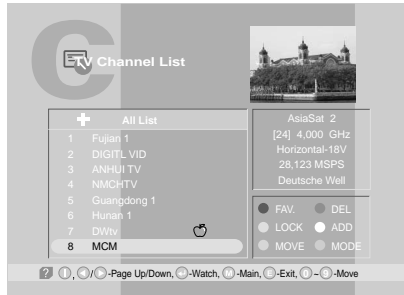 TV Channel List
All List
1 Fujian 1
2 DIGITL VID
3 ANHUI TV
4 NMCHTV
5 Guangdong 1
6 Hunan 1
7 DWtv
8 MCM
AsiaSat 2
[24] 4,000 GHz
Horizontal-18V
28,123 MSPS
Deutsche Well
FAV. DEL
LOCK ADD
MOVE MODE
? , / -Page Up/Down, -Watch, M -Main, E -Exit, 0 ~ 9 -Move